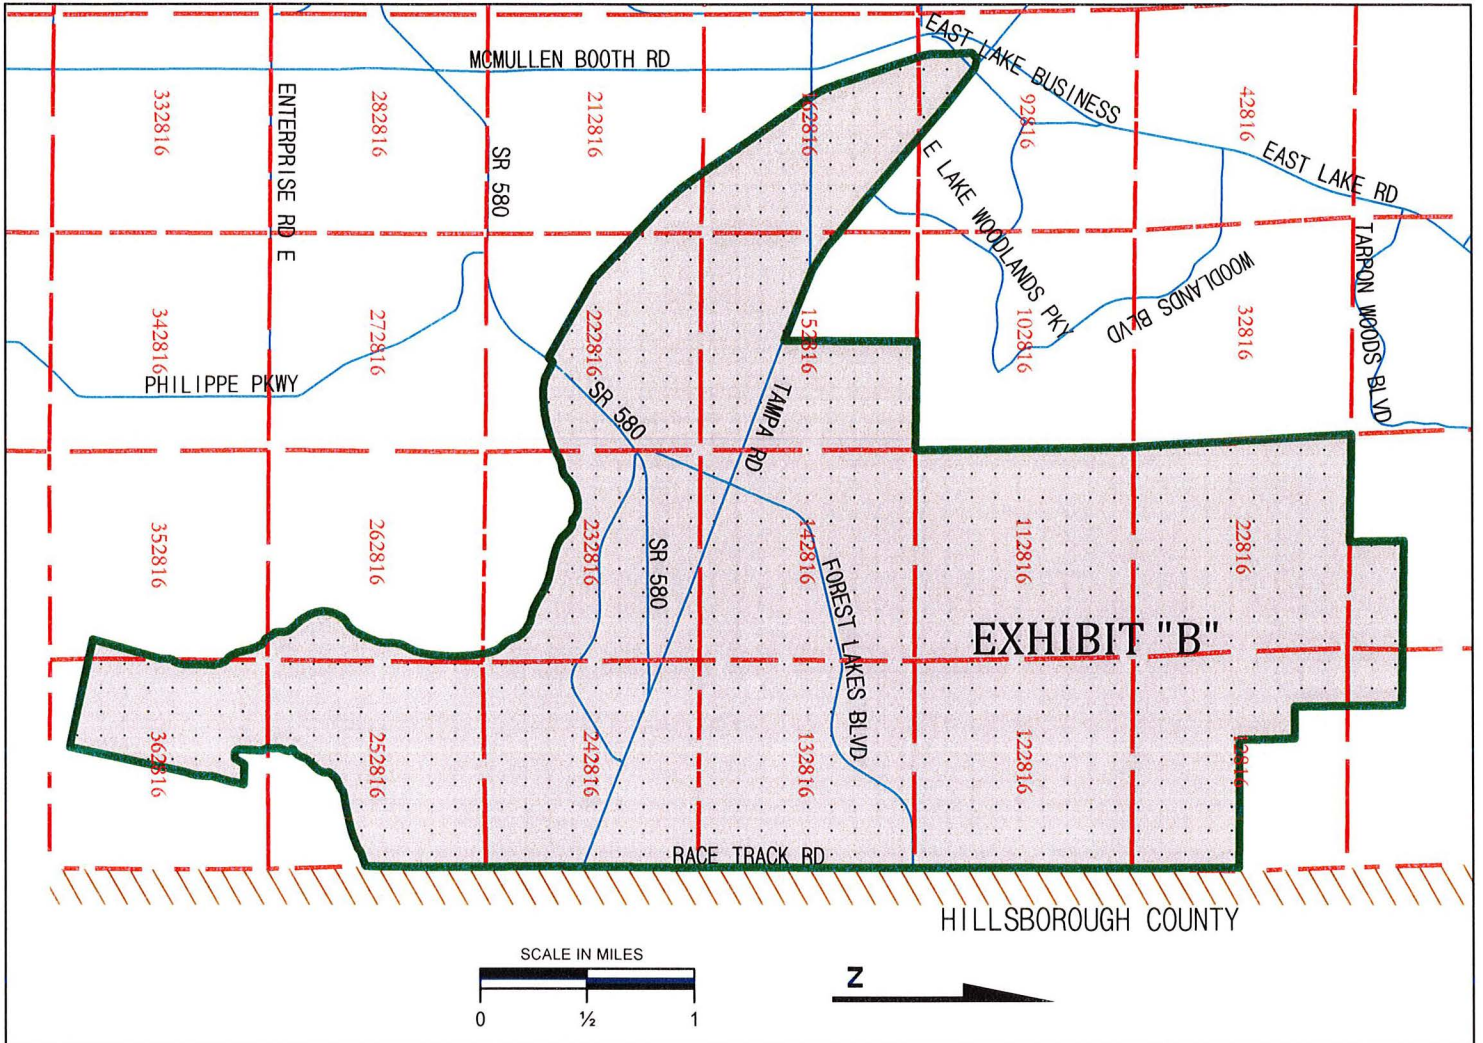 EAST LAKE BUSINESS
MCMULLEN BOOTH RD
332816
ENTERPRISE RD E
282816
212816
162816
92816
42816
SR 580
E LAKE WOODLANDS PKY
EAST LAKE RD
WOODLANDS BLVD
TARPON WOODS BLVD
342816
272816
222816
152816
102816
32816
PHILIPPE PKWY
SR 580
TAMPA RD
352816
262816
232816
SR 580
142816
FOREST LAKES BLVD
112816
22816
EXHIBIT "B"
362816
252816
242816
132816
122816
12816
RACE TRACK RD
HILLSBOROUGH COUNTY
SCALE IN MILES
0 ½ 1
N